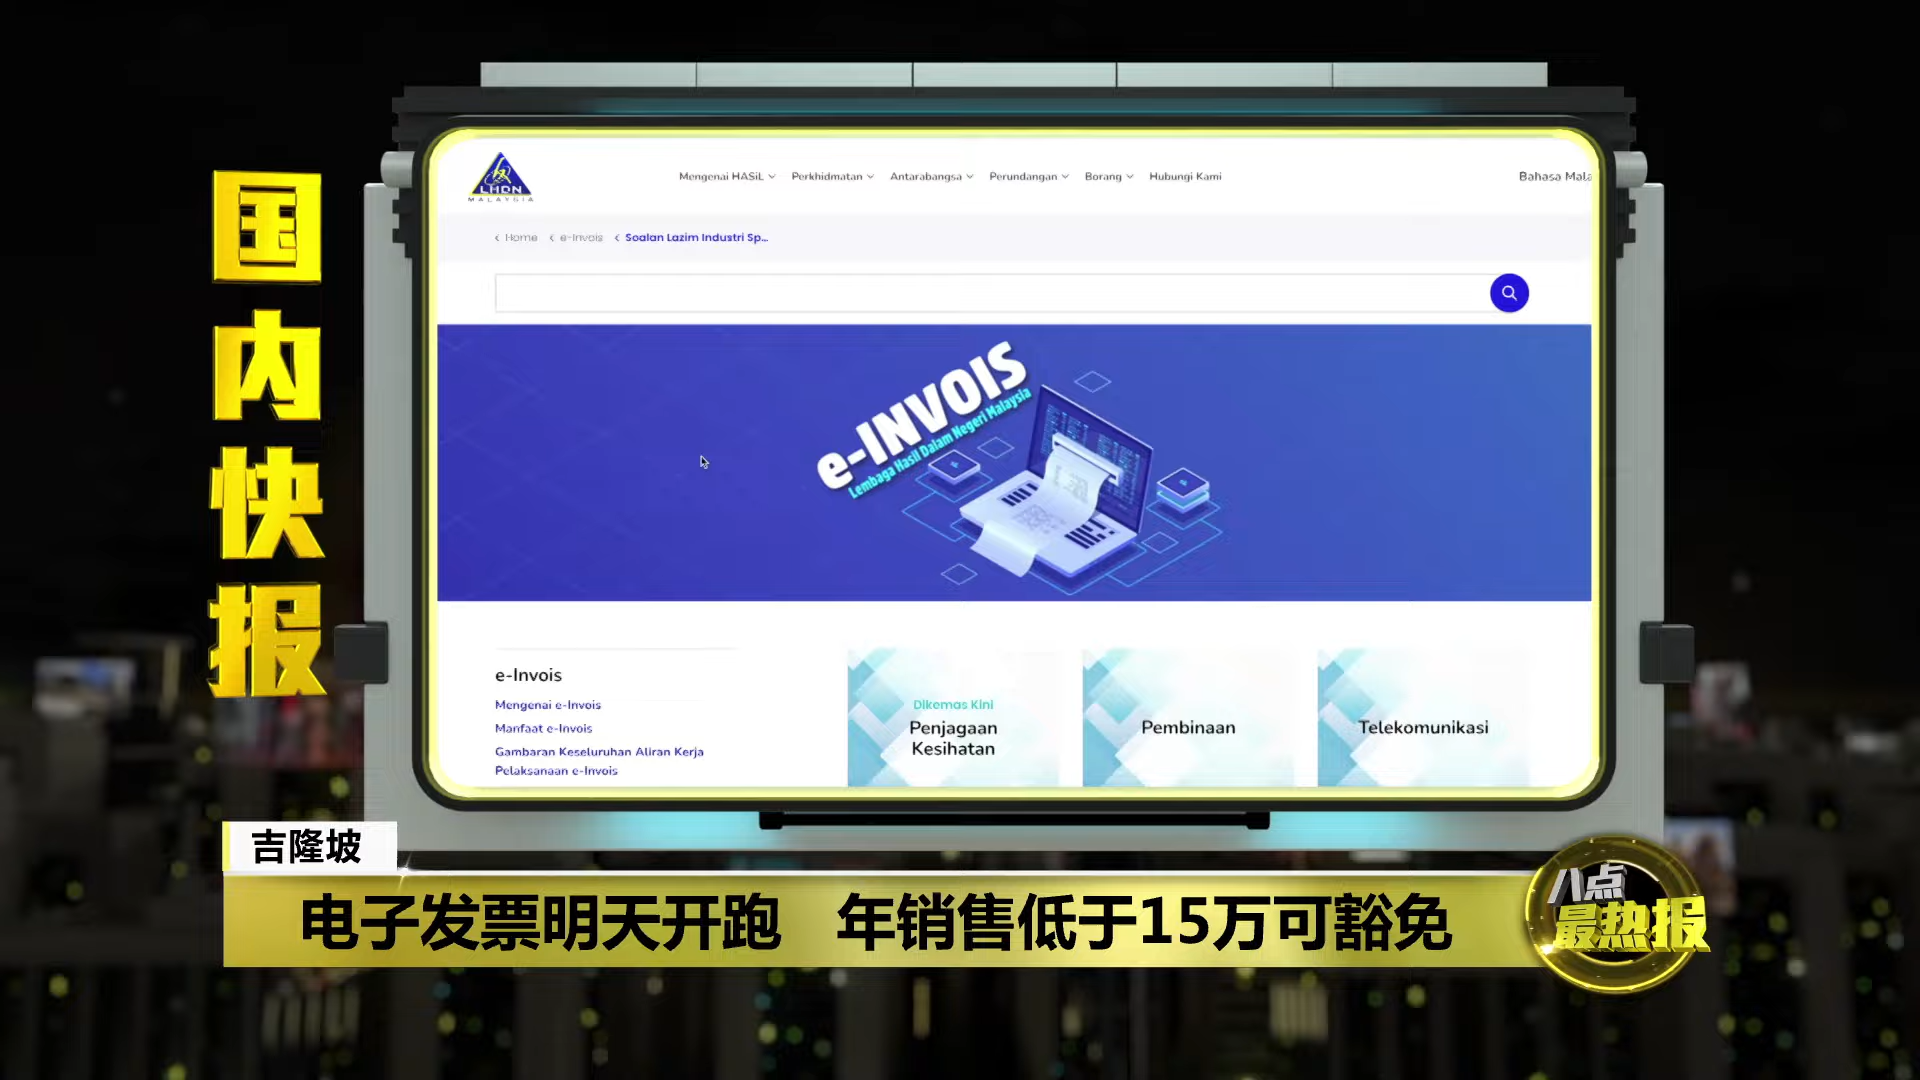 国内快报
LHDN
MALAYSIA
Mengenai HASiL
Perkhidmatan
Antarabangsa
Perundangan
Borang
Hubungi Kami
Bahasa Mala
Home
e-Invois
Soalan Lazim Industri Sp...
e-INVOIS
Lembaga Hasil Dalam Negeri Malaysia
e-Invois
Mengenai e-Invois
Manfaat e-Invois
Gambaran Keseluruhan Aliran Kerja
Pelaksanaan e-Invois
Dikemas Kini
Penjagaan
Kesihatan
Pembinaan
Telekomunikasi
吉隆坡
电子发票明天开跑 年销售低于15万可豁免
八点
最热报